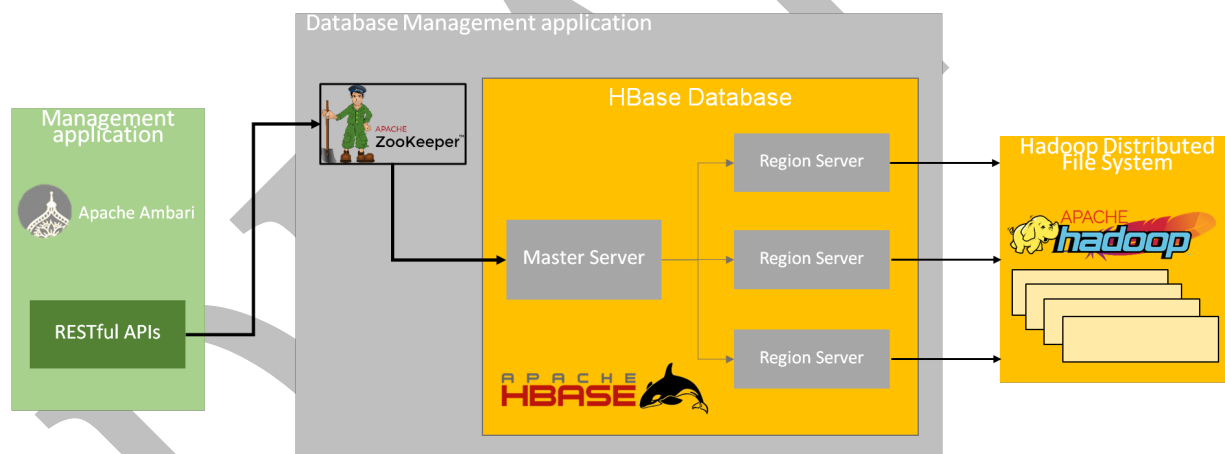 Database Management application
Management
application
Apache Ambari
RESTful APIs
APACHE
ZooKeeper™
HBase Database
Master Server
Region Server
Region Server
Region Server
APACHE
HBASE
Hadoop Distributed
File System
APACHE
hadoop